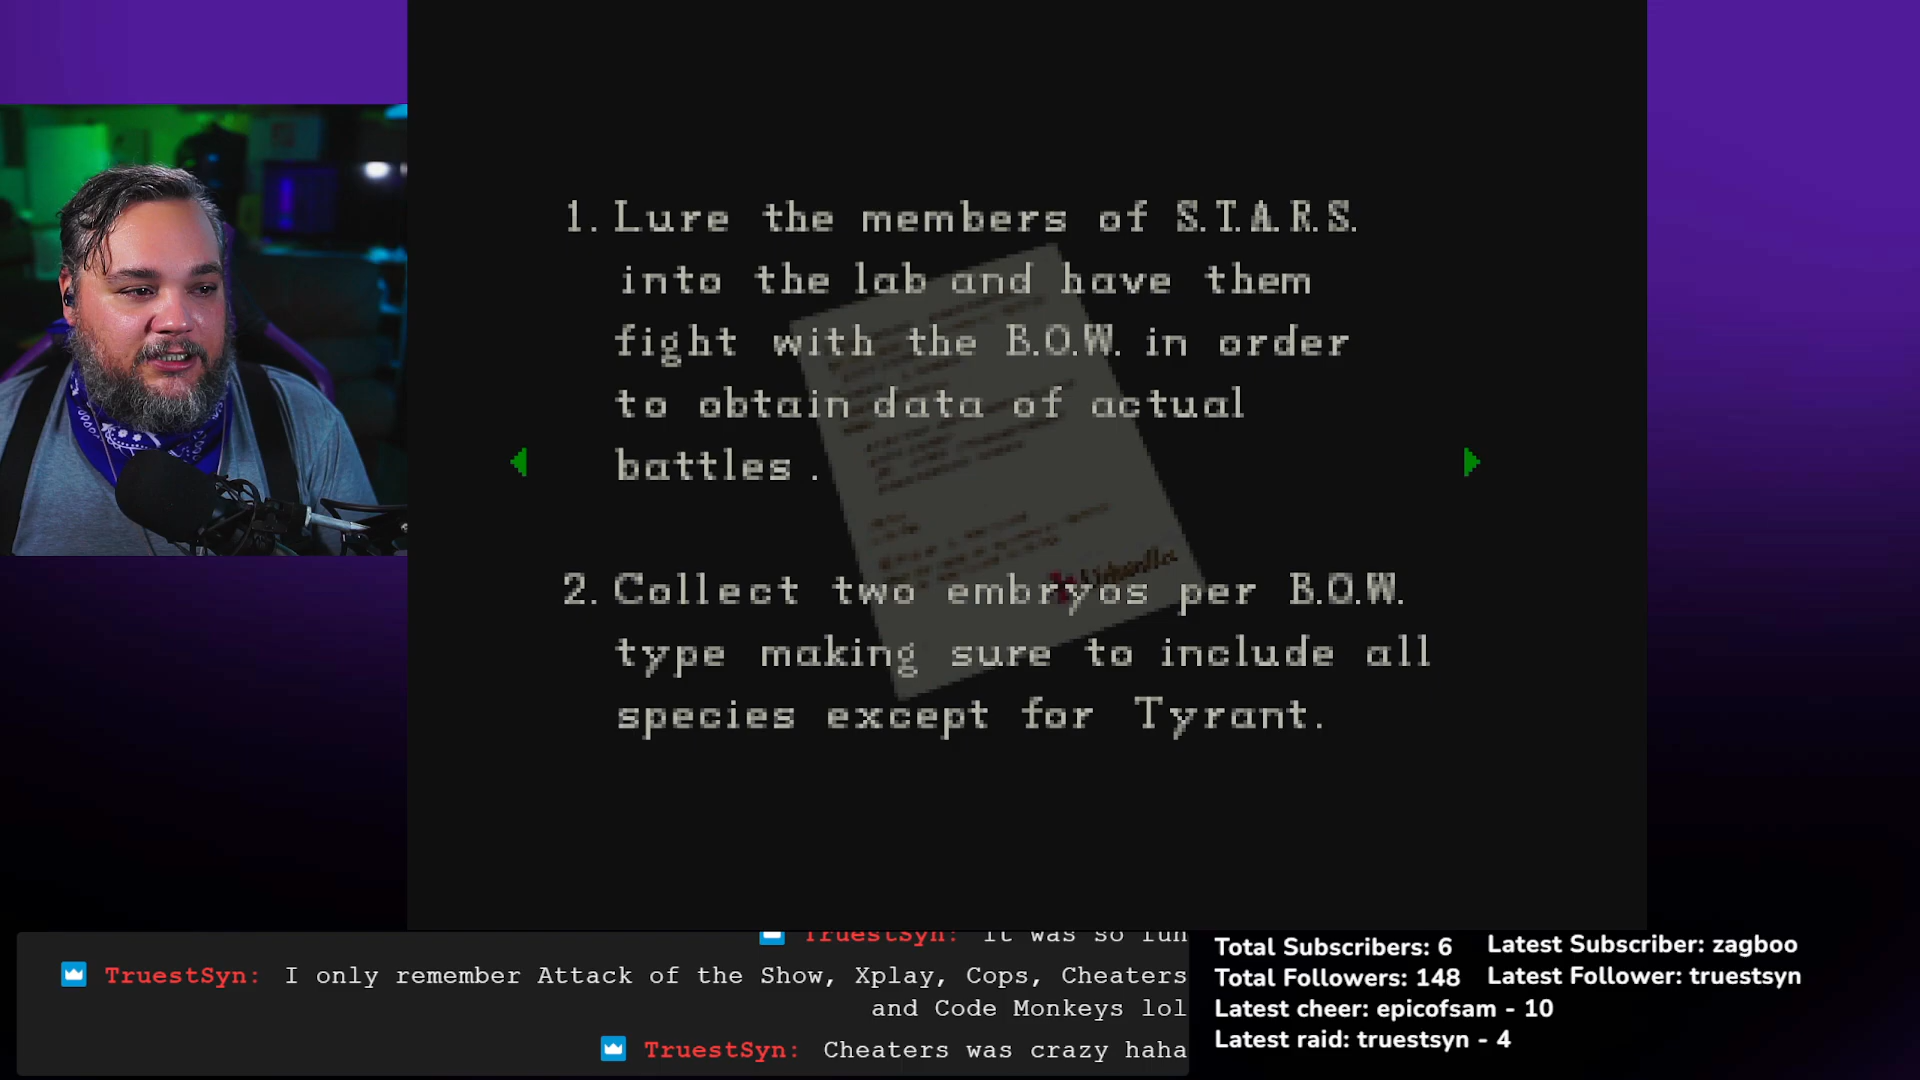 1. Lure the members of S.T.A.R.S.
into the lab and have them
fight with the B.O.W. in order
to obtain data of actual
battles.
2. Collect two embryos per B.O.W.
type making sure to include all
species except for Tyrant.
TruestSyn: it was so fun
TruestSyn: I only remember Attack of the Show, Xplay, Cops, Cheaters
and Code Monkeys lol
TruestSyn: Cheaters was crazy haha
Total Subscribers: 6
Latest Subscriber: zagboo
Total Followers: 148
Latest Follower: truestsyn
Latest cheer: epicofsam - 10
Latest raid: truestsyn - 4